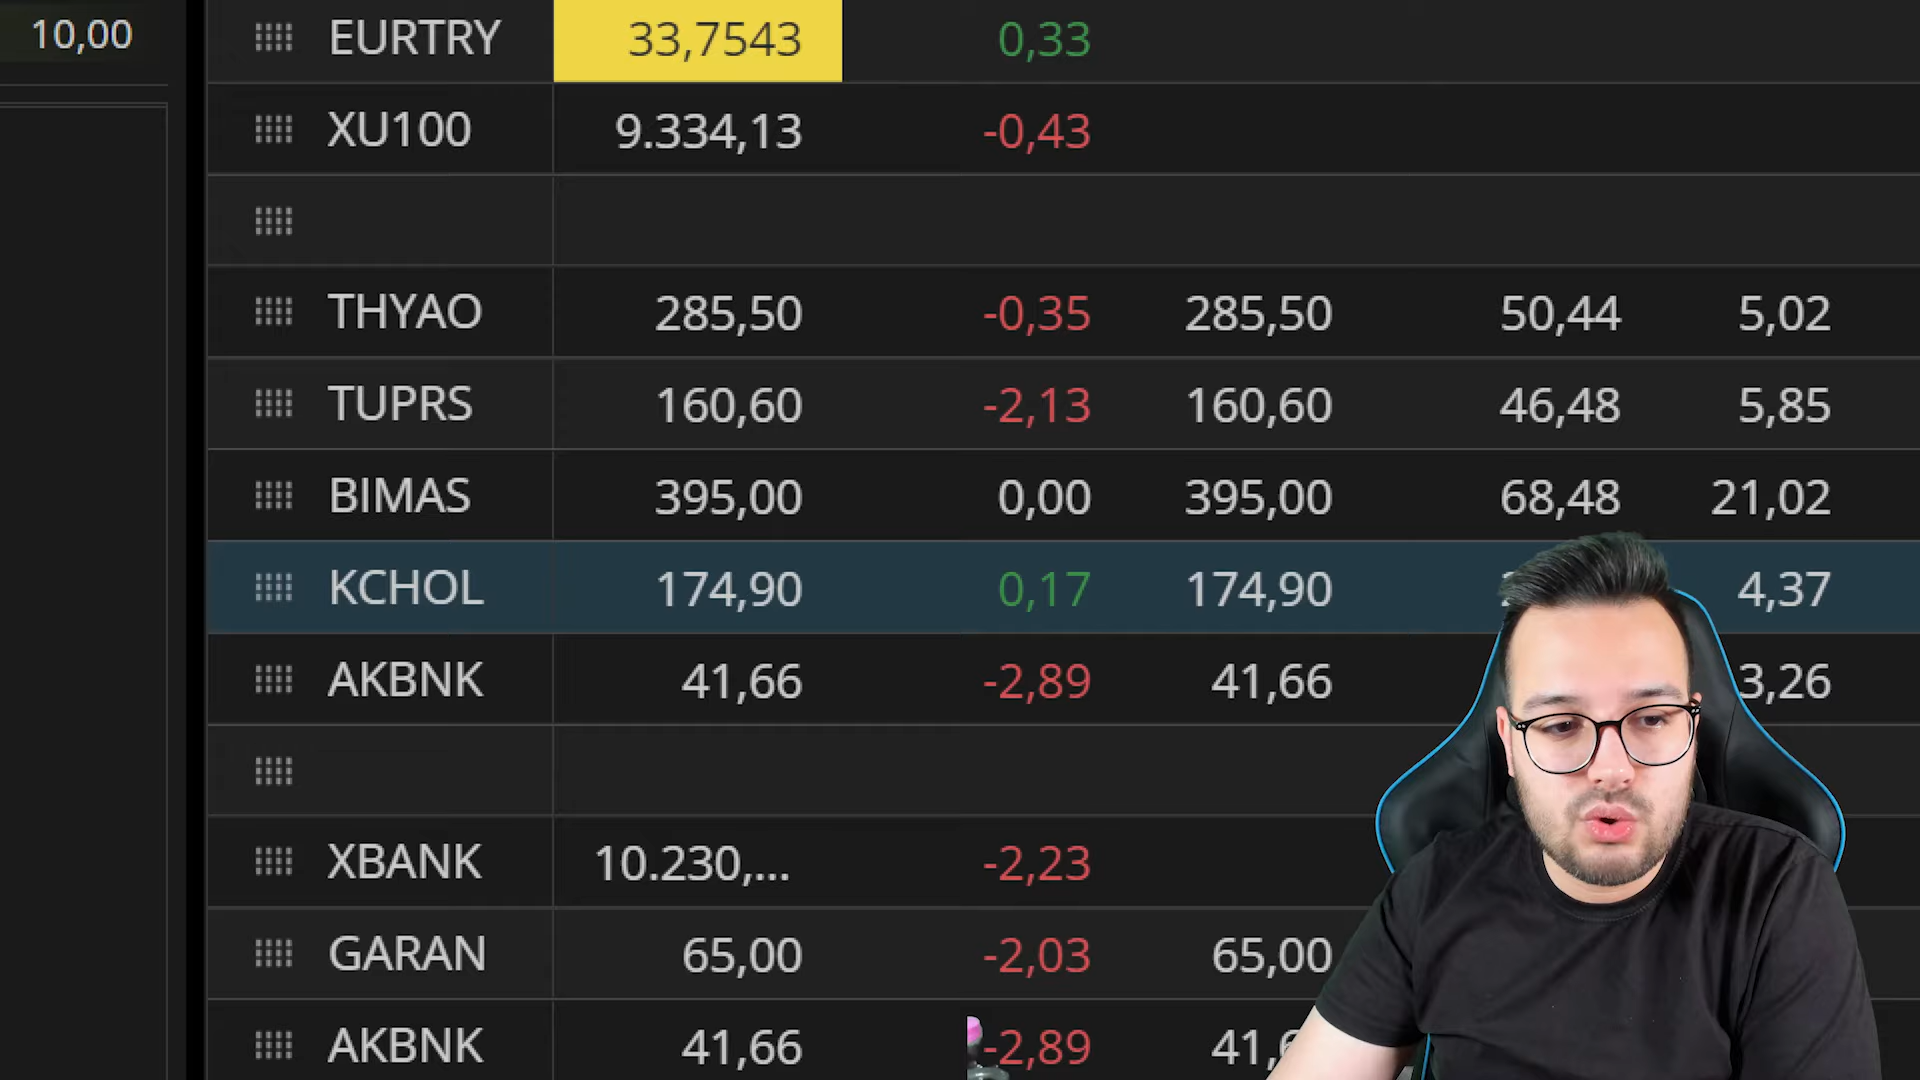 10,00
EURTRY 33,7543 0,33
XU100 9.334,13 -0,43
THYAO 285,50 -0,35 285,50 50,44 5,02
TUPRS 160,60 -2,13 160,60 46,48 5,85
BIMAS 395,00 0,00 395,00 68,48 21,02
KCHOL 174,90 0,17 174,90 4,37
AKBNK 41,66 -2,89 41,66 3,26
XBANK 10.230,... -2,23
GARAN 65,00 -2,03 65,00
AKBNK 41,66 -2,89